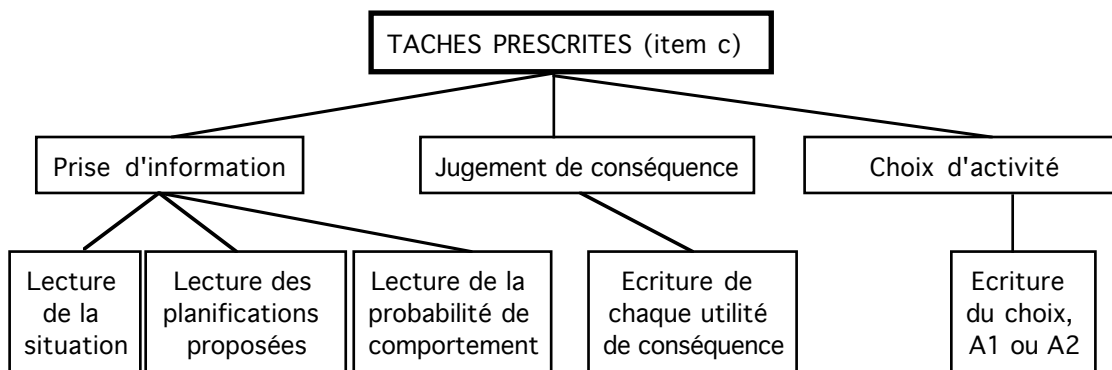 TACHES PRESCRITES (item c)
Prise d'information
Jugement de conséquence
Choix d'activité
Lecture
de la
situation
Lecture des
planifications
proposées
Lecture de la
probabilité de
comportement
Ecriture de
chaque utilité
de conséquence
Ecriture
du choix,
A1 ou A2